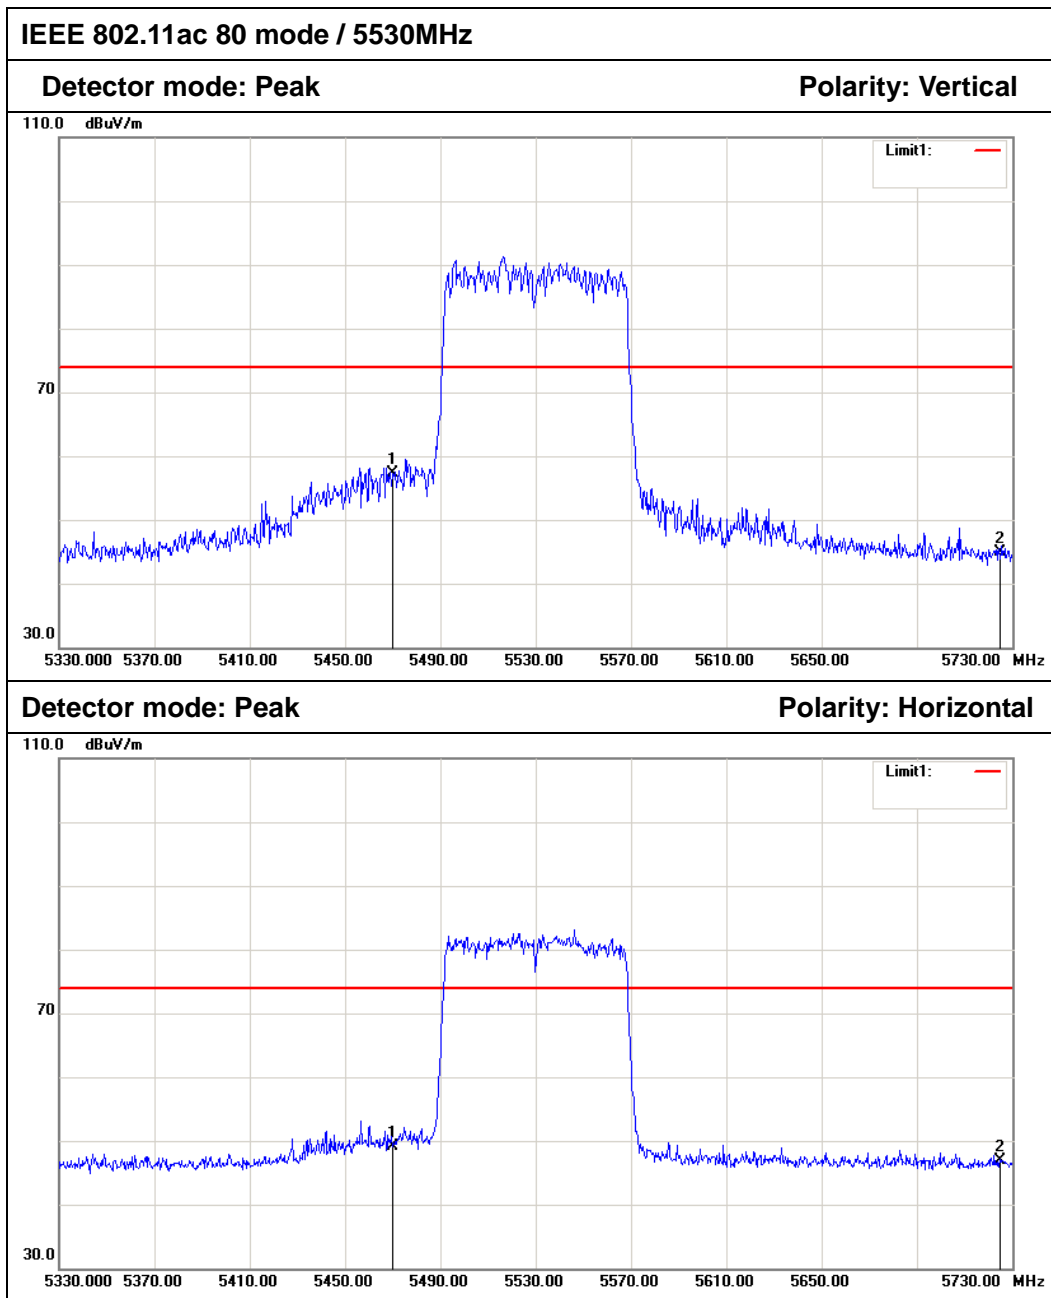 IEEE 802.11ac 80 mode / 5530MHz
Detector mode: Peak Polarity: Vertical
110.0 dBuV/m
Limit1:
70
1
2
30.0
5330.000 5370.00 5410.00 5450.00 5490.00 5530.00 5570.00 5610.00 5650.00 5730.00 MHz
Detector mode: Peak Polarity: Horizontal
110.0 dBuV/m
Limit1:
70
1
2
30.0
5330.000 5370.00 5410.00 5450.00 5490.00 5530.00 5570.00 5610.00 5650.00 5730.00 MHz